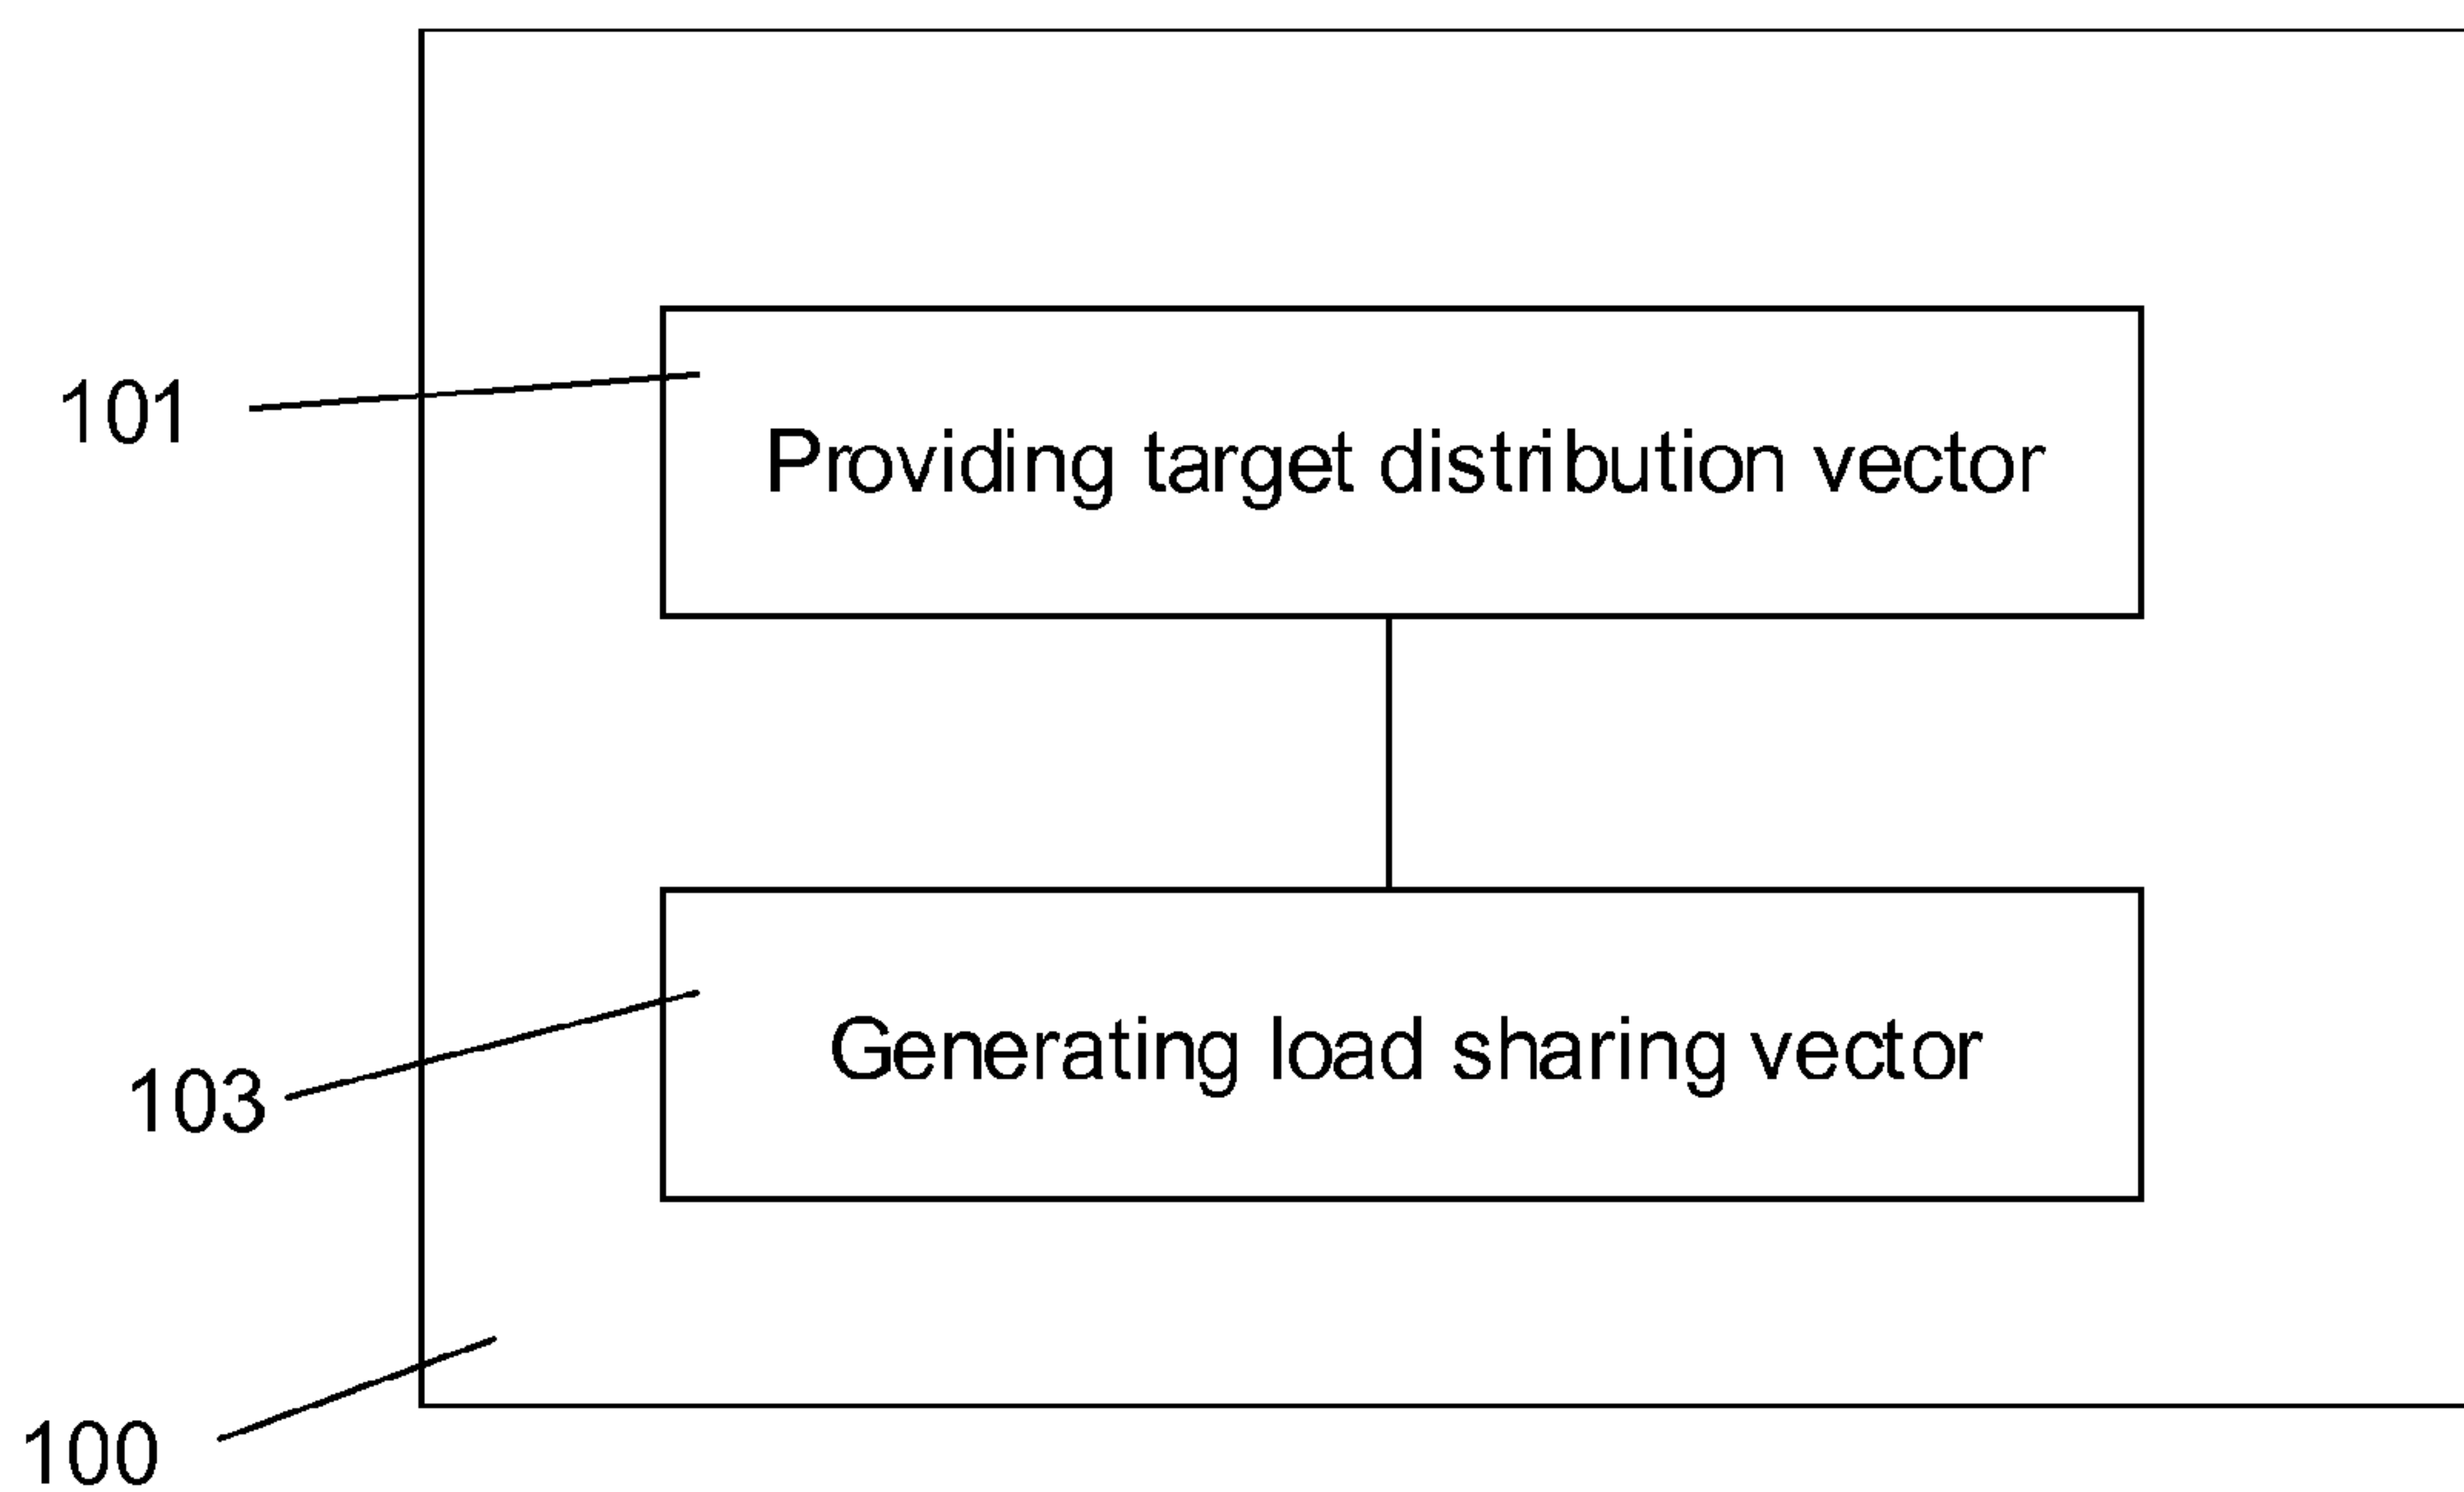 101
Providing target distribution vector
103
Generating load sharing vector
100